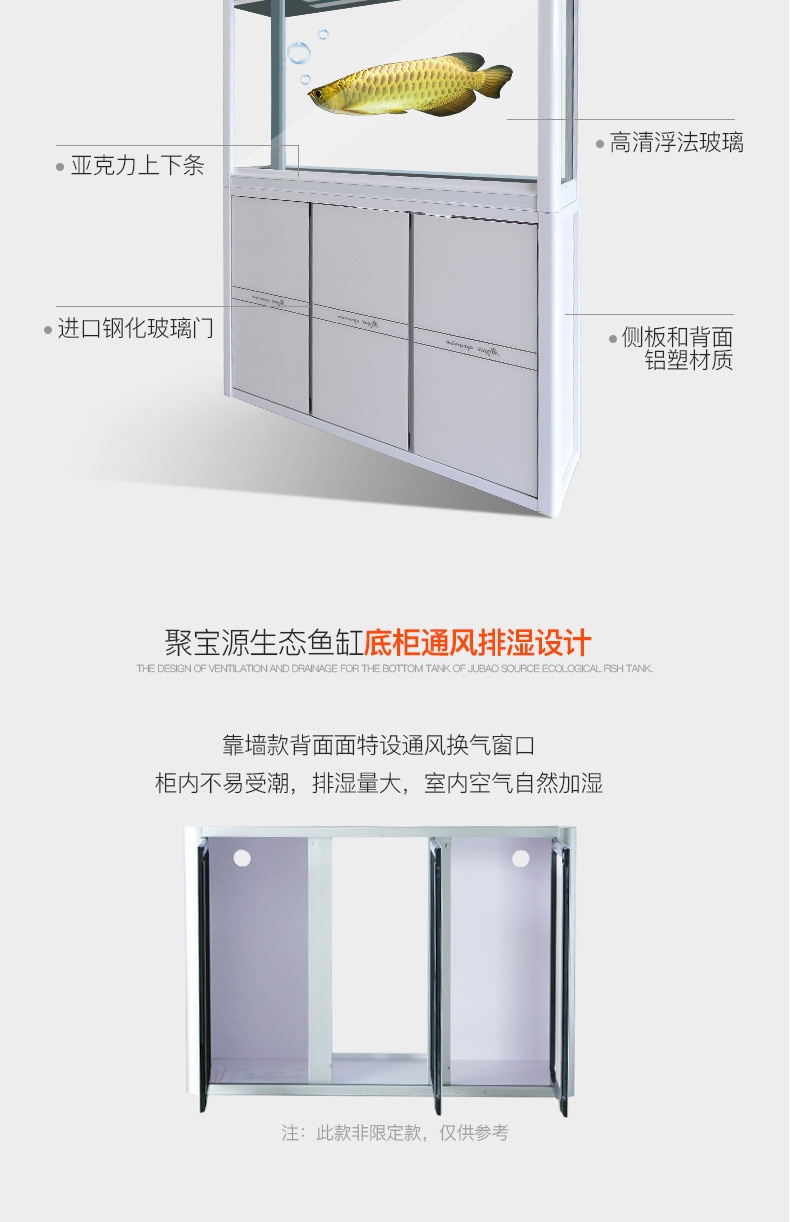 高清浮法玻璃
亚克力上下条
进口钢化玻璃门
侧板和背面
铝塑材质
聚宝源生态鱼缸底柜通风排湿设计
THE DESIGN OF VENTILATION AND DRAINAGE FOR THE BOTTOM TANK OF JUBAO SOURCE ECOLOGICAL FISH TANK.
靠墙款背面面特设通风换气窗口
柜内不易受潮，排湿量大，室内空气自然加湿
注：此款非限定款，仅供参考